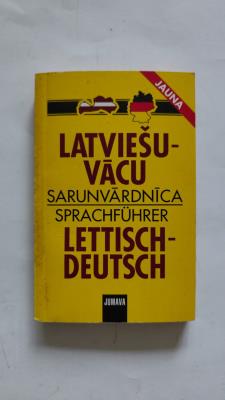 JAUNA
LATVIEŠU-
VĀCU
SARUNVĀRDNĪCA
SPRACHFÜHRER
LETTISCH-
DEUTSCH
JUMAVA